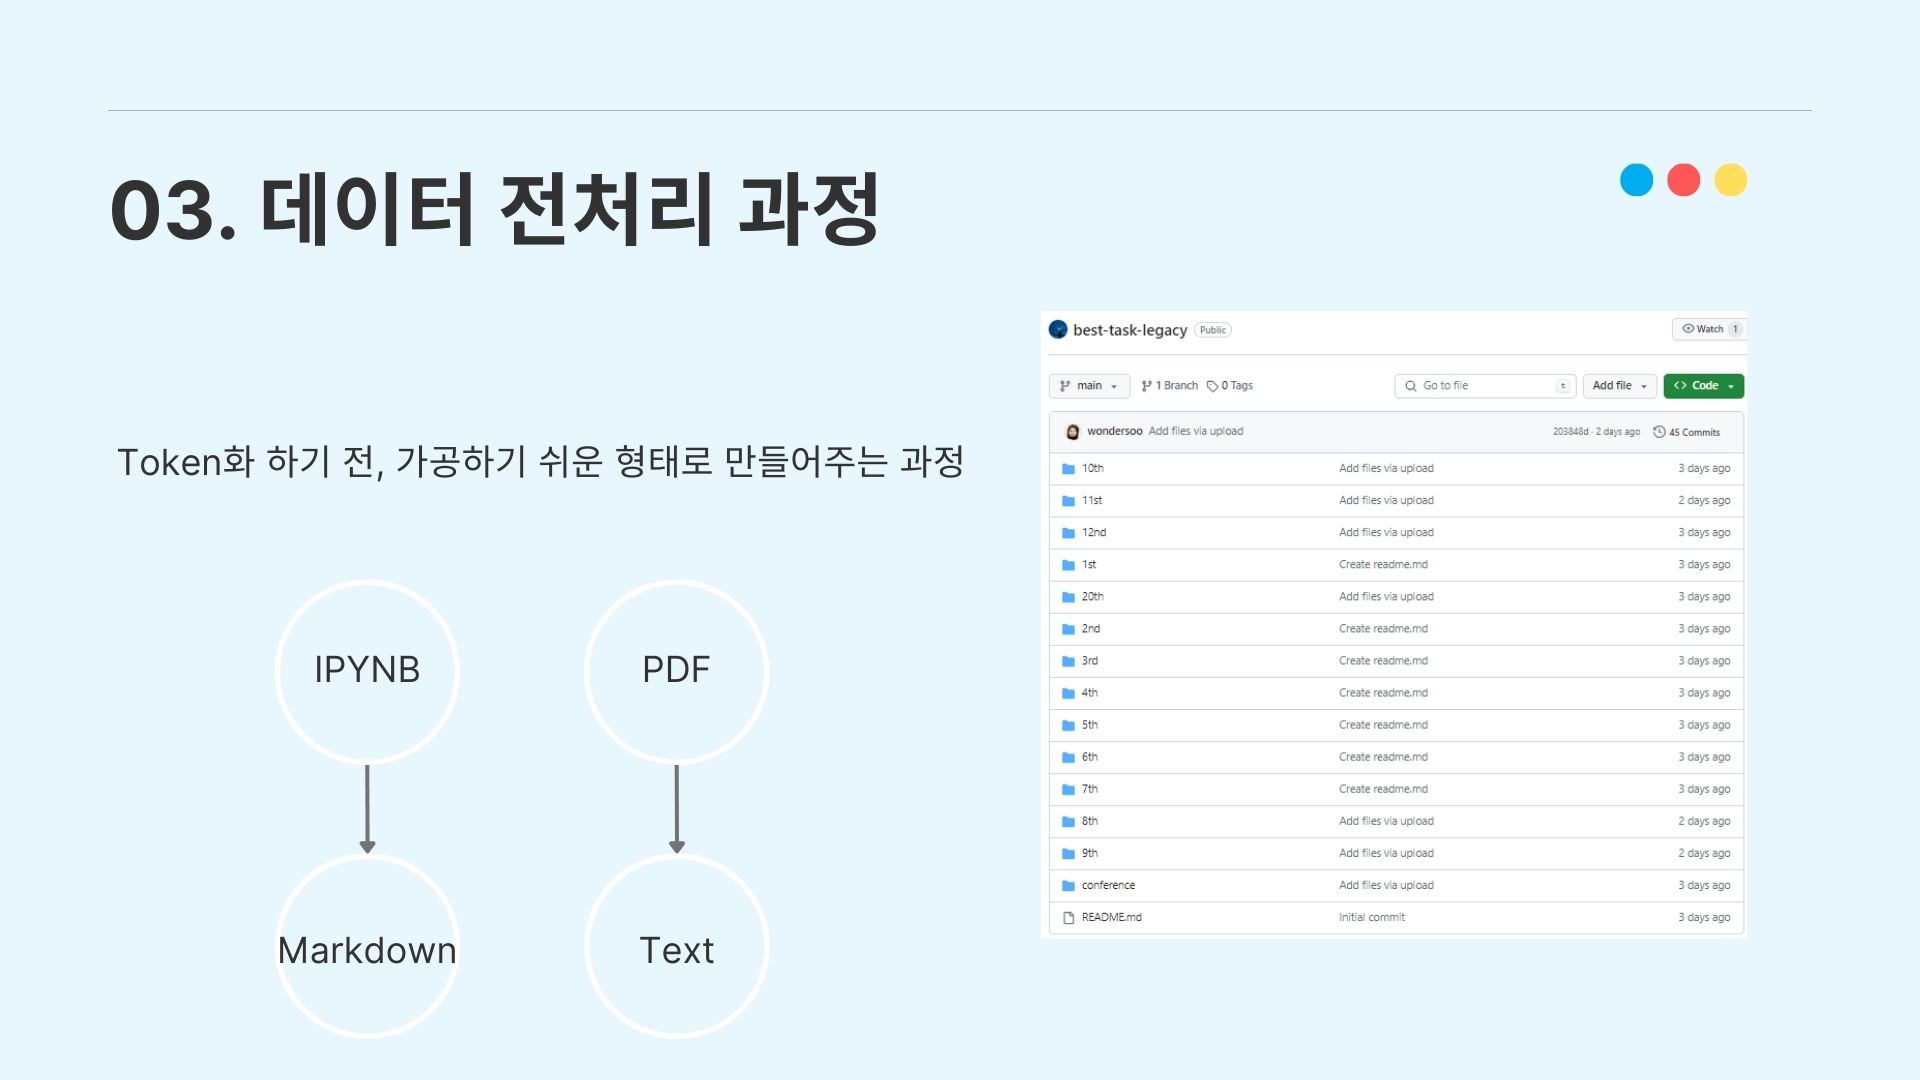 03. 데이터 전처리 과정
Token화 하기 전, 가공하기 쉬운 형태로 만들어주는 과정
IPYNB
PDF
Markdown
Text
best-task-legacy Public Watch 1
main 1 Branch 0 Tags Go to file t Add file Code
wondersoo Add files via upload 203848d · 2 days ago 45 Commits
10th Add files via upload 3 days ago
11st Add files via upload 2 days ago
12nd Add files via upload 3 days ago
1st Create readme.md 3 days ago
20th Add files via upload 3 days ago
2nd Create readme.md 3 days ago
3rd Create readme.md 3 days ago
4th Create readme.md 3 days ago
5th Create readme.md 3 days ago
6th Create readme.md 3 days ago
7th Create readme.md 3 days ago
8th Add files via upload 2 days ago
9th Add files via upload 2 days ago
conference Add files via upload 3 days ago
README.md Initial commit 3 days ago